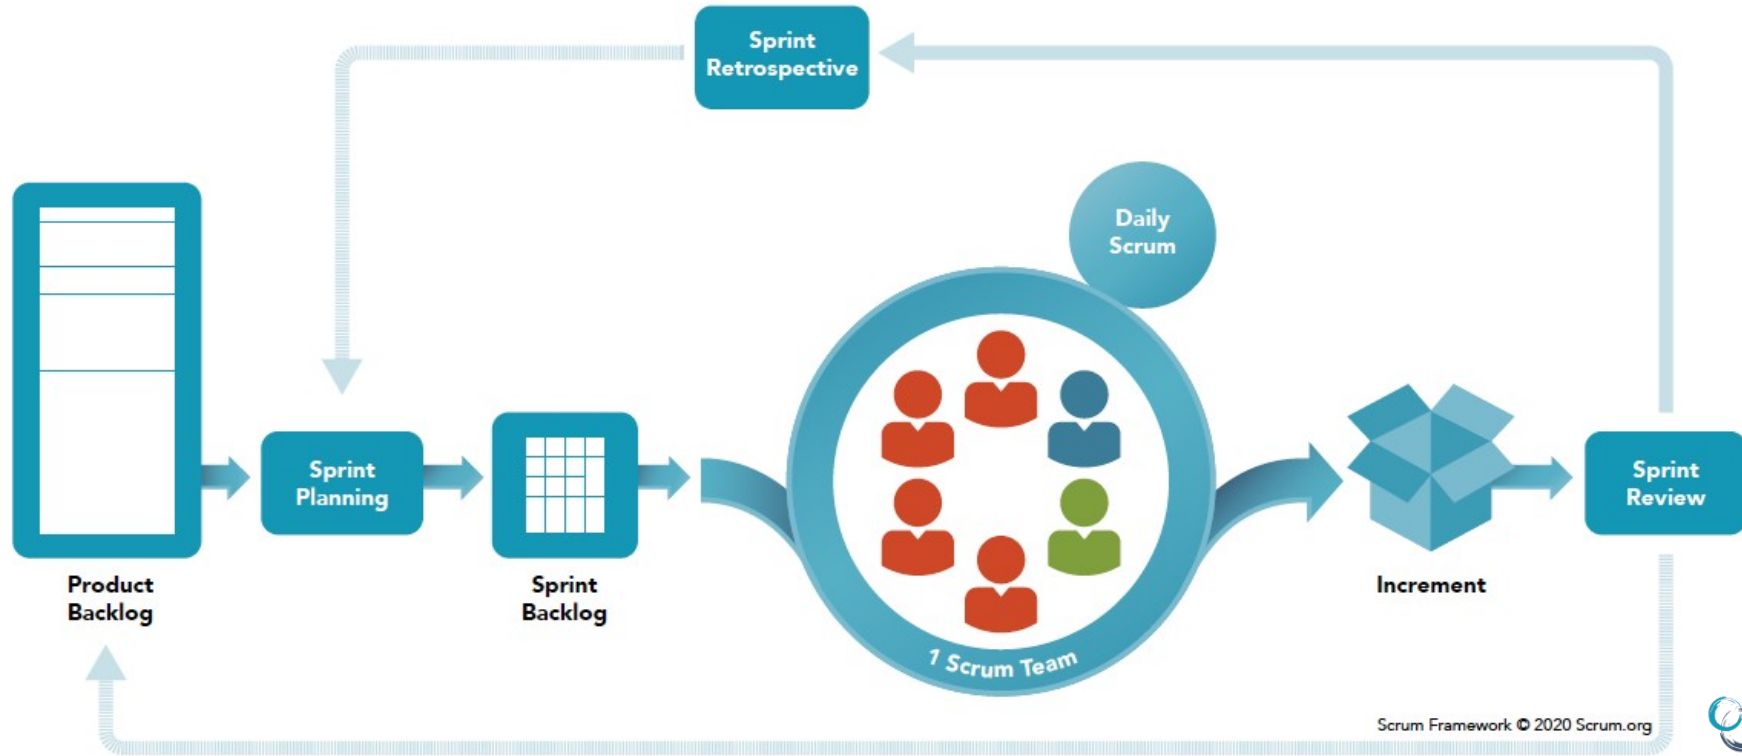 Sprint
Retrospective
Daily
Scrum
Sprint
Planning
Sprint
Review
Product
Backlog
Sprint
Backlog
Increment
1 Scrum Team
Scrum Framework © 2020 Scrum.org